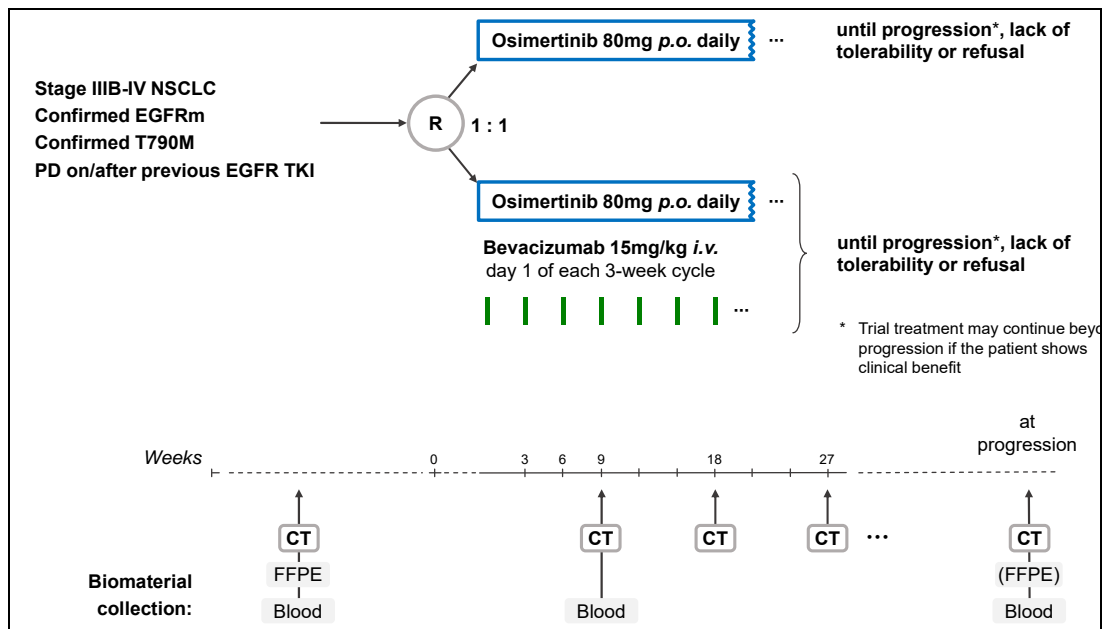 Osimertinib 80mg p.o. daily ...
until progression*, lack of
tolerability or refusal
Stage IIIB-IV NSCLC
Confirmed EGFRm
Confirmed T790M
PD on/after previous EGFR TKI
R 1 : 1
Osimertinib 80mg p.o. daily ...
Bevacizumab 15mg/kg i.v.
day 1 of each 3-week cycle
...
until progression*, lack of
tolerability or refusal
* Trial treatment may continue beyo
progression if the patient shows
clinical benefit
at
progression
Weeks 0 3 6 9 18 27
CT CT CT CT ... CT
FFPE (FFPE)
Biomaterial
collection:
Blood Blood Blood